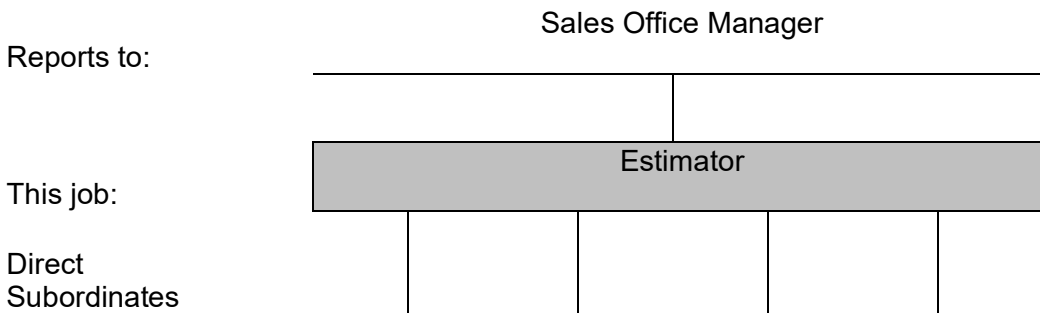 Sales Office Manager
Reports to:
Estimator
This job:
Direct
Subordinates